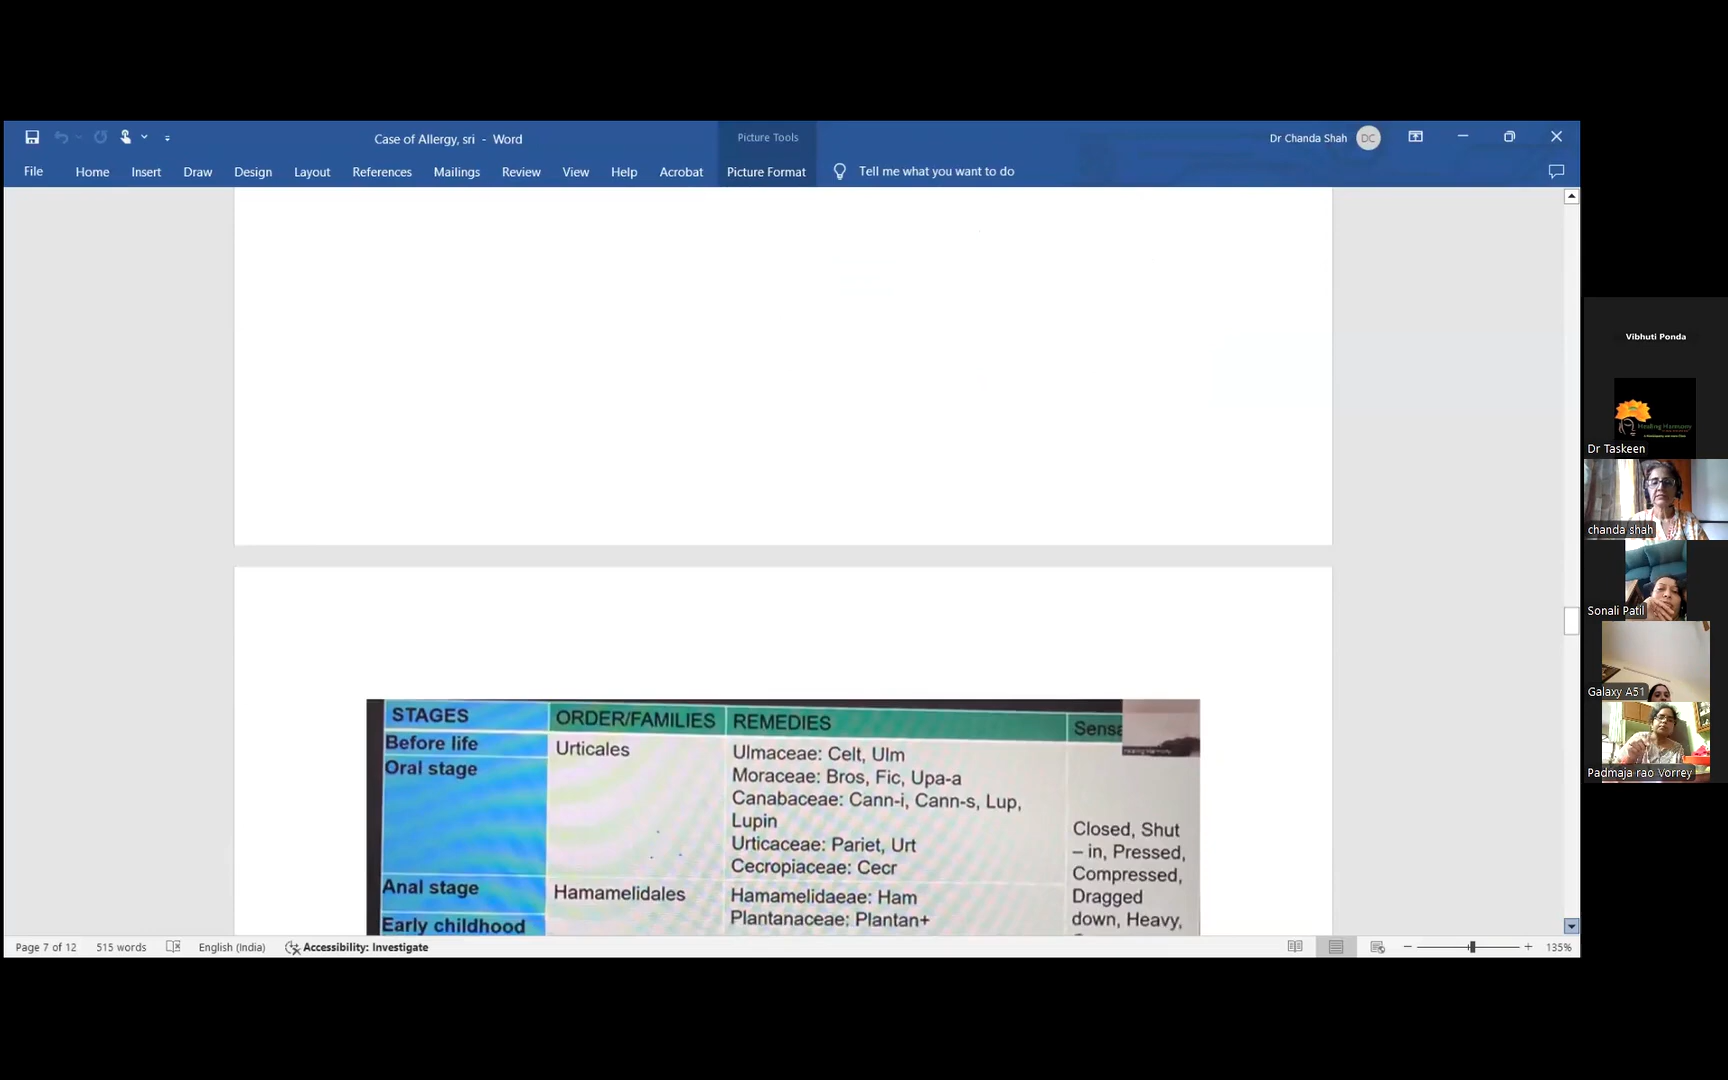 Case of Allergy, sri - Word
Picture Tools
Dr Chanda Shah
DC
File
Home
Insert
Draw
Design
Layout
References
Mailings
Review
View
Help
Acrobat
Picture Format
Tell me what you want to do
STAGES
ORDER/FAMILIES
REMEDIES
Before life
Oral stage
Urticales
Ulmaceae: Celt, Ulm
Moraceae: Bros, Fic, Upa-a
Canabaceae: Cann-i, Cann-s, Lup,
Lupin
Urticaceae: Pariet, Urt
Cecropiaceae: Cecr
Closed, Shut
– in, Pressed,
Compressed,
Dragged
down, Heavy,
Anal stage
Hamamelidales
Hamamelidaeae: Ham
Plantanaceae: Plantan+
Early childhood
Page 7 of 12
515 words
English (India)
Accessibility: Investigate
135%
Vibhuti Ponda
Healing Harmony
Dr Taskeen
chanda shah
Sonali Patil
Galaxy A51
Padmaja rao Vorrey